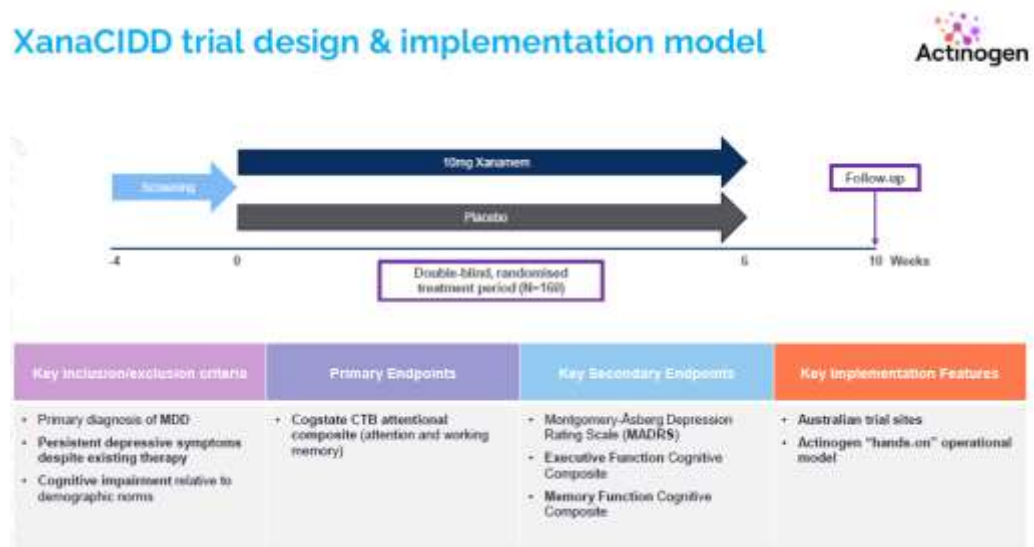 XanaCIDD trial design & implementation model
Actinogen
10mg Xanamem
Screening
Follow-up
Placebo
-4
0
6
10 Weeks
Double-blind, randomised
treatment period (N=160)
Key inclusion/exclusion criteria
• Primary diagnosis of MDD
• Persistent depressive symptoms
despite existing therapy
• Cognitive impairment relative to
demographic norms
Primary Endpoints
• Cogstate CTB attentional
composite (attention and working
memory)
Key Secondary Endpoints
• Montgomery-Åsberg Depression
Rating Scale (MADRS)
• Executive Function Cognitive
Composite
• Memory Function Cognitive
Composite
Key Implementation Features
• Australian trial sites
• Actinogen "hands-on" operational
model